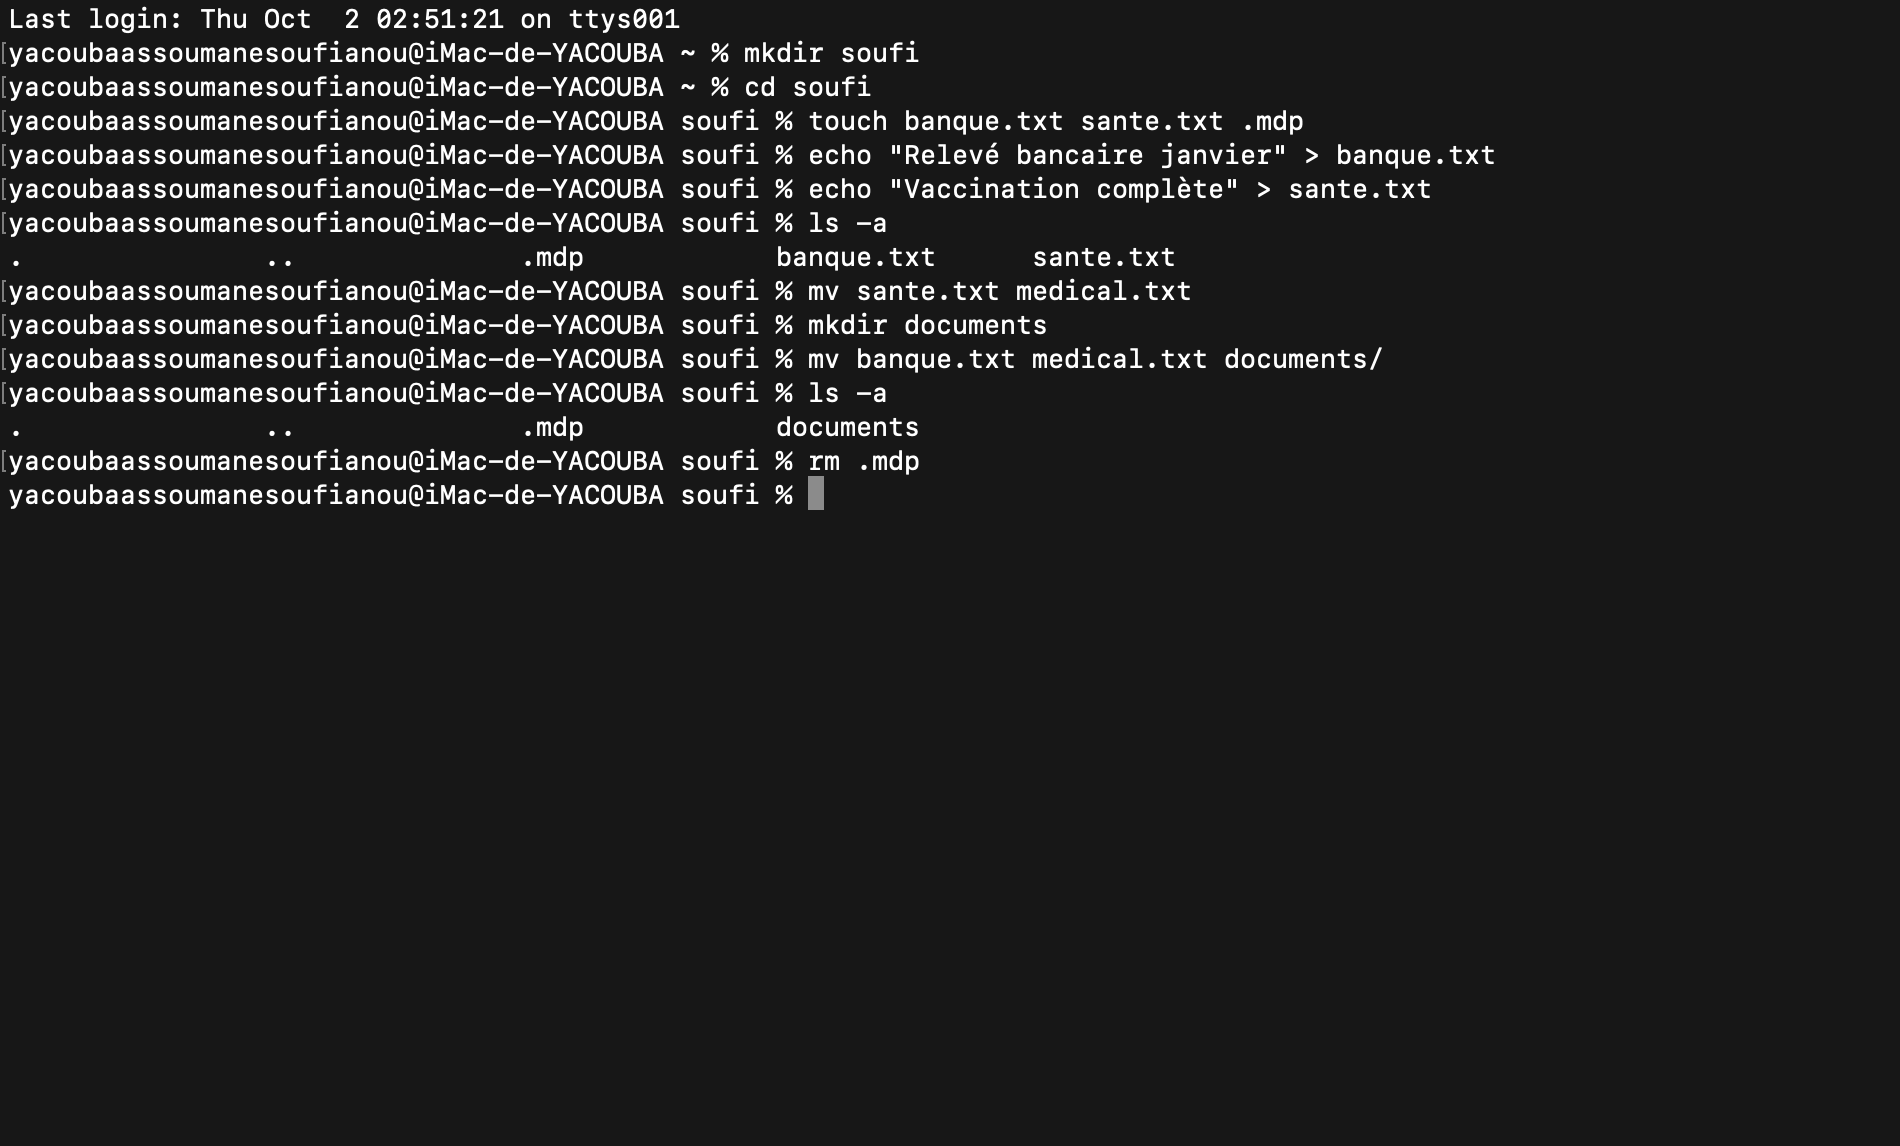 Last login: Thu Oct  2 02:51:21 on ttys001
[yacoubaassoumanesoufianou@iMac-de-YACOUBA ~ % mkdir soufi
[yacoubaassoumanesoufianou@iMac-de-YACOUBA ~ % cd soufi
[yacoubaassoumanesoufianou@iMac-de-YACOUBA soufi % touch banque.txt sante.txt .mdp
[yacoubaassoumanesoufianou@iMac-de-YACOUBA soufi % echo "Relevé bancaire janvier" > banque.txt
[yacoubaassoumanesoufianou@iMac-de-YACOUBA soufi % echo "Vaccination complète" > sante.txt
[yacoubaassoumanesoufianou@iMac-de-YACOUBA soufi % ls -a
.               ..              .mdp            banque.txt      sante.txt
[yacoubaassoumanesoufianou@iMac-de-YACOUBA soufi % mv sante.txt medical.txt
[yacoubaassoumanesoufianou@iMac-de-YACOUBA soufi % mkdir documents
[yacoubaassoumanesoufianou@iMac-de-YACOUBA soufi % mv banque.txt medical.txt documents/
[yacoubaassoumanesoufianou@iMac-de-YACOUBA soufi % ls -a
.               ..              .mdp            documents
[yacoubaassoumanesoufianou@iMac-de-YACOUBA soufi % rm .mdp
yacoubaassoumanesoufianou@iMac-de-YACOUBA soufi %